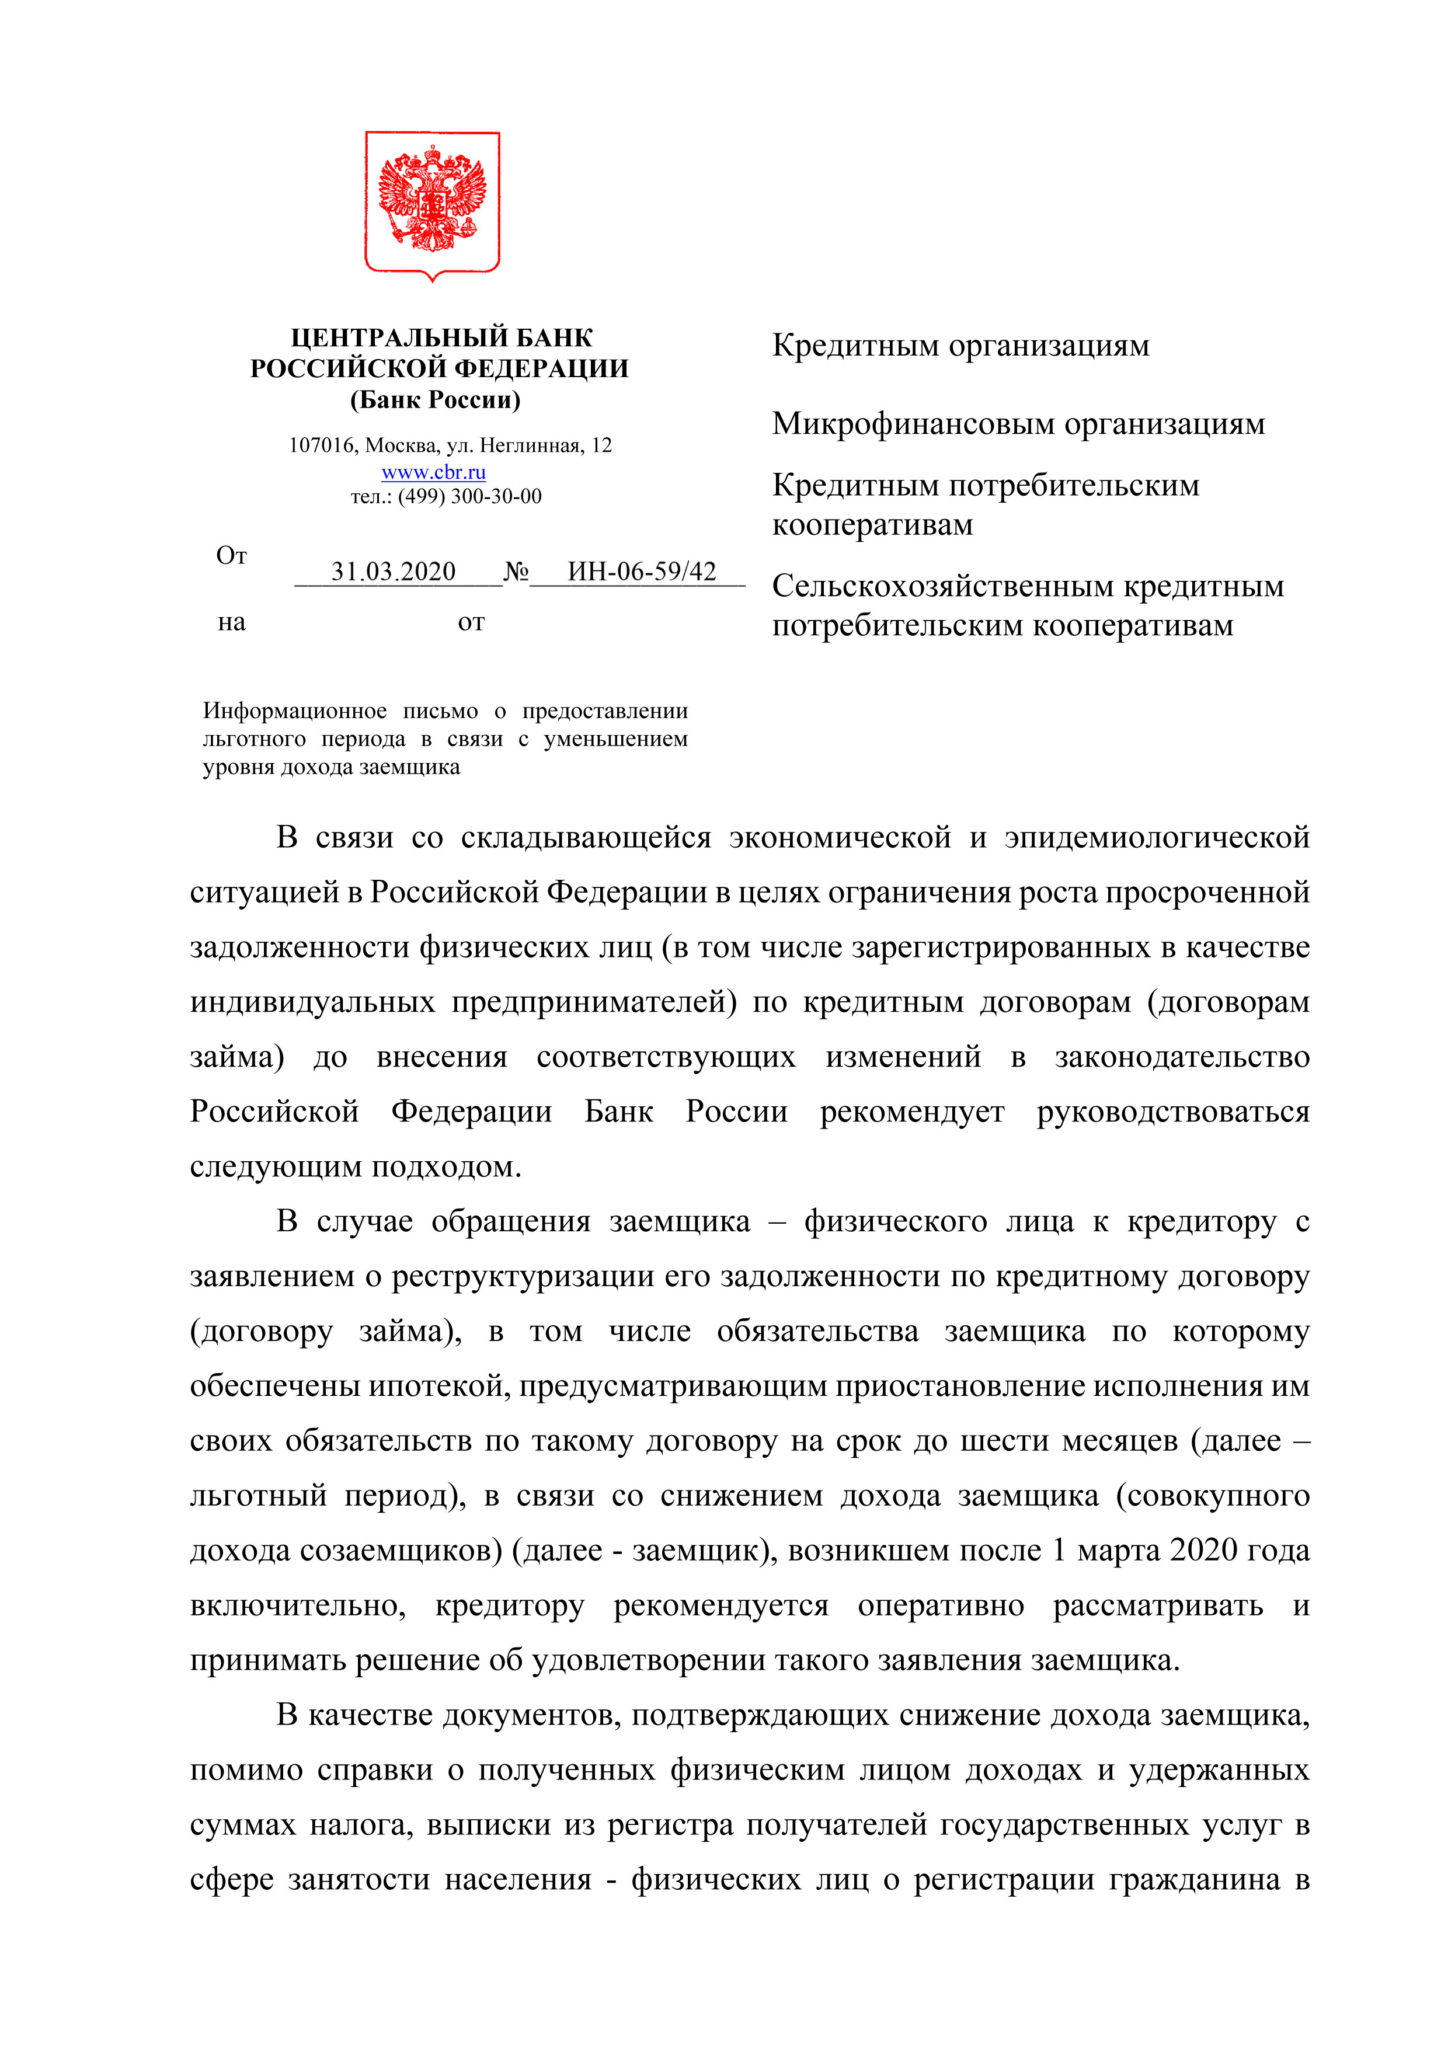 ЦЕНТРАЛЬНЫЙ БАНК
РОССИЙСКОЙ ФЕДЕРАЦИИ
(Банк России)
107016, Москва, ул. Неглинная, 12
www.cbr.ru
тел.: (499) 300-30-00
От 31.03.2020 № ИН-06-59/42
на от
Кредитным организациям
Микрофинансовым организациям
Кредитным потребительским
кооперативам
Сельскохозяйственным кредитным
потребительским кооперативам
Информационное письмо о предоставлении
льготного периода в связи с уменьшением
уровня дохода заемщика
В связи со складывающейся экономической и эпидемиологической
ситуацией в Российской Федерации в целях ограничения роста просроченной
задолженности физических лиц (в том числе зарегистрированных в качестве
индивидуальных предпринимателей) по кредитным договорам (договорам
займа) до внесения соответствующих изменений в законодательство
Российской Федерации Банк России рекомендует руководствоваться
следующим подходом.
В случае обращения заемщика – физического лица к кредитору с
заявлением о реструктуризации его задолженности по кредитному договору
(договору займа), в том числе обязательства заемщика по которому
обеспечены ипотекой, предусматривающим приостановление исполнения им
своих обязательств по такому договору на срок до шести месяцев (далее –
льготный период), в связи со снижением дохода заемщика (совокупного
дохода созаемщиков) (далее - заемщик), возникшем после 1 марта 2020 года
включительно, кредитору рекомендуется оперативно рассматривать и
принимать решение об удовлетворении такого заявления заемщика.
В качестве документов, подтверждающих снижение дохода заемщика,
помимо справки о полученных физическим лицом доходах и удержанных
суммах налога, выписки из регистра получателей государственных услуг в
сфере занятости населения - физических лиц о регистрации гражданина в